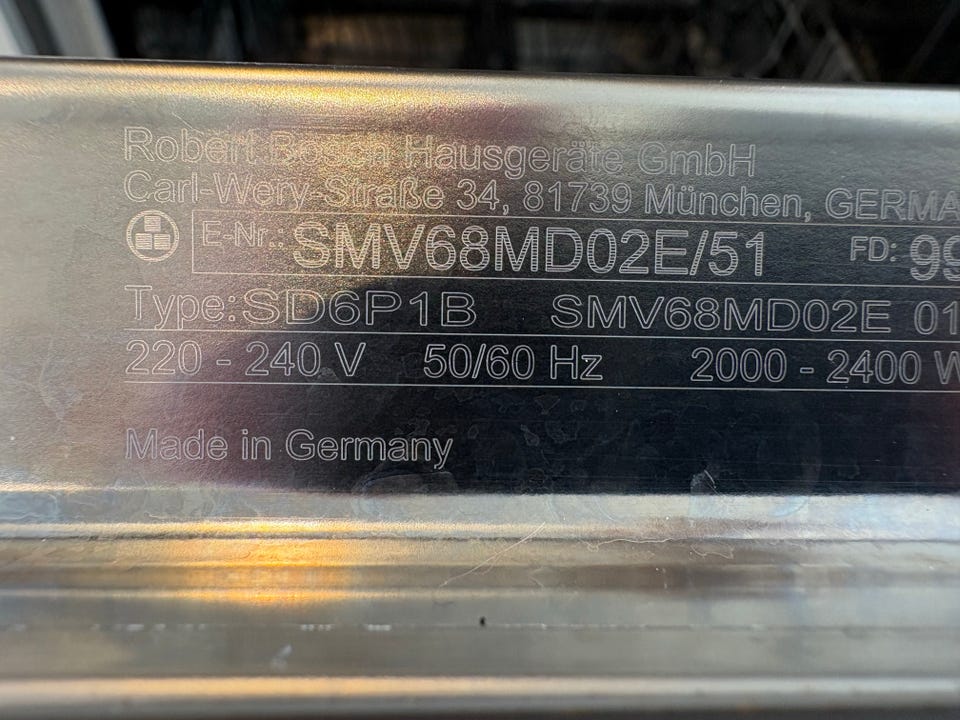 Robert Bosch Hausgeräte GmbH
Carl-Wery-Straße 34, 81739 München, GERMA
E-Nr.: SMV68MD02E/51 FD: 99
Type: SD6P1B SMV68MD02E 01
220 - 240 V 50/60 Hz 2000 - 2400 W
Made in Germany